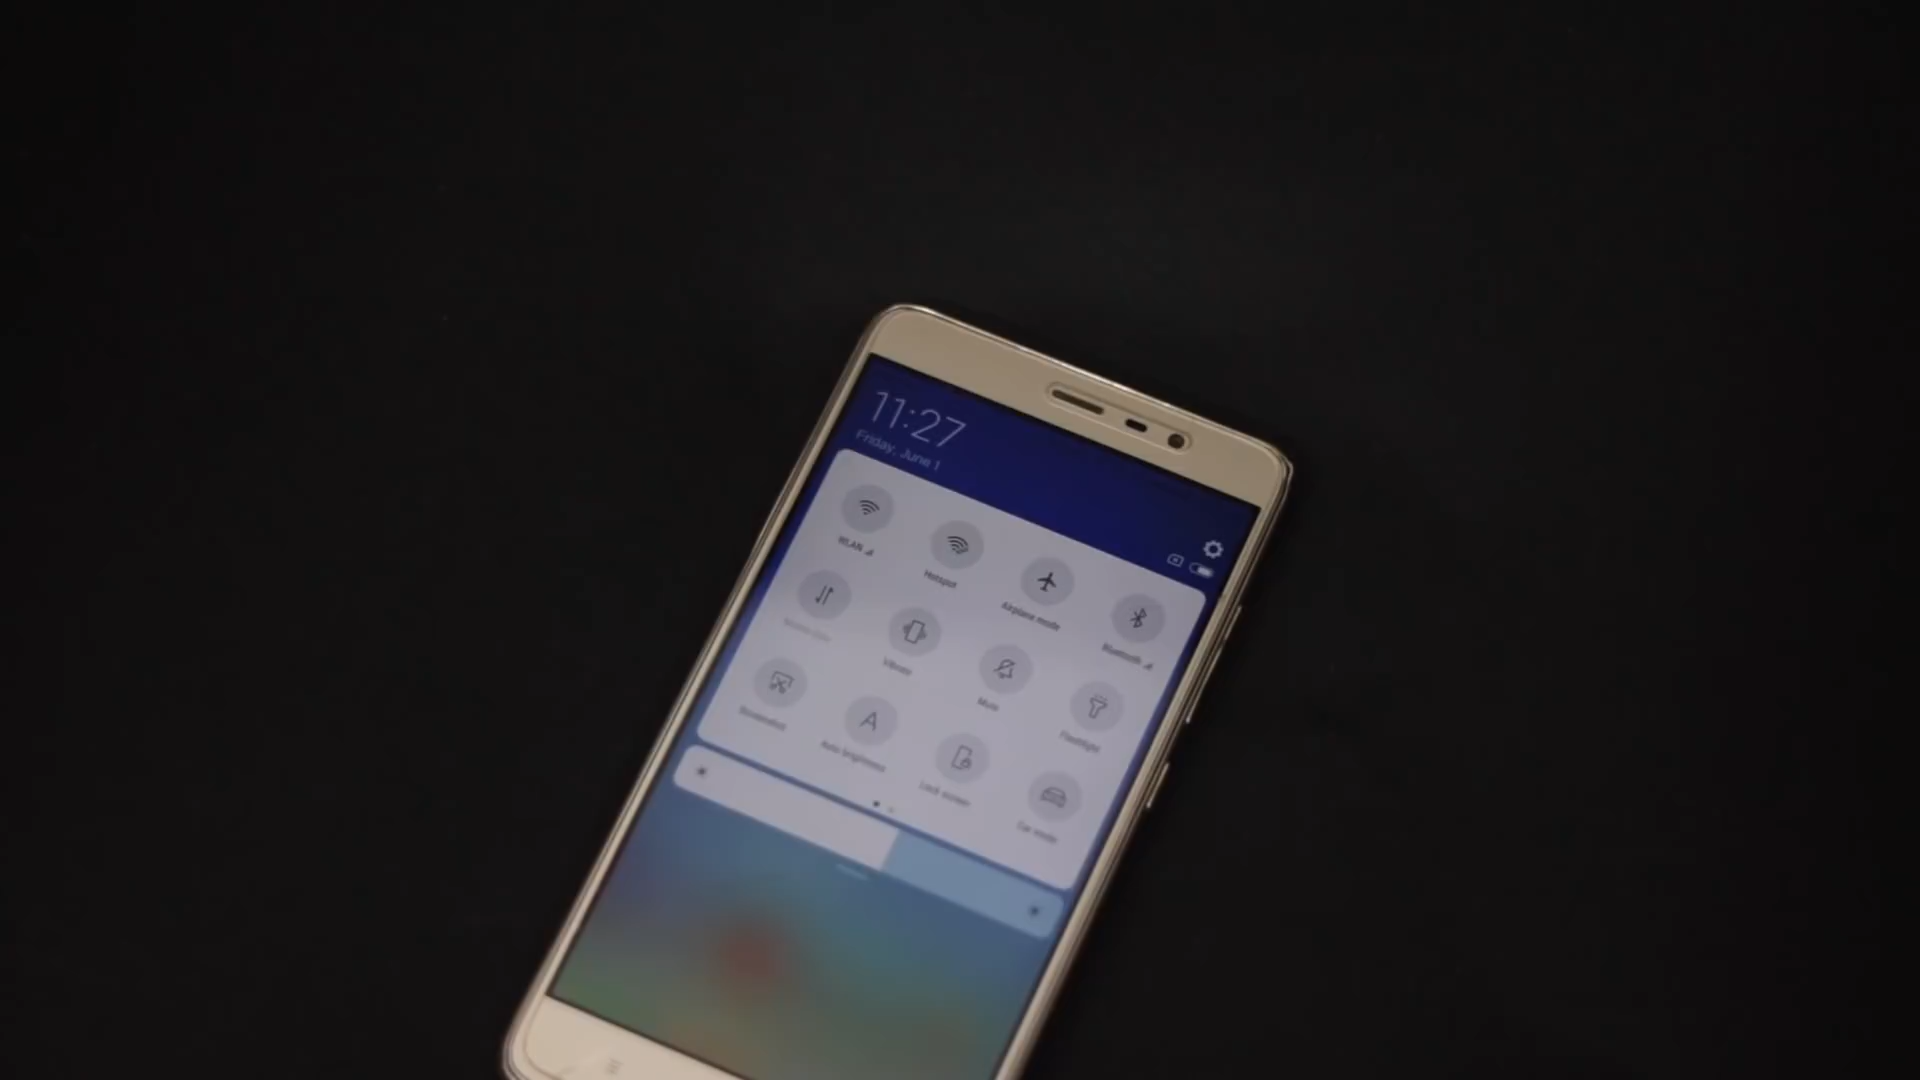 11:27
Friday, June 1
WLAN
Hotspot
Airplane mode
Bluetooth
Vibrate
Mute
Flashlight
Screenshot
Auto brightness
Lock screen
Car mode